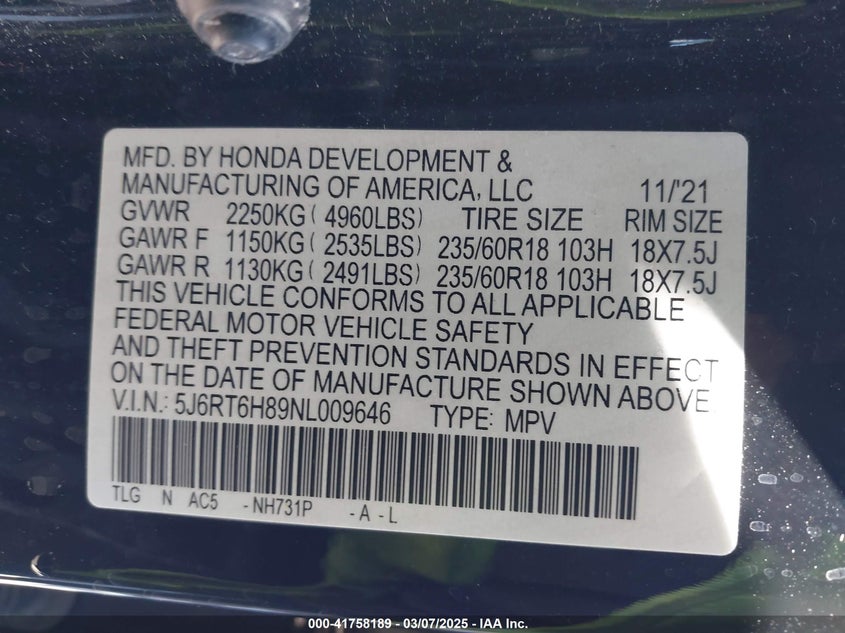 MFD. BY HONDA DEVELOPMENT &
MANUFACTURING OF AMERICA, LLC 11/'21
GVWR 2250KG ( 4960LBS) TIRE SIZE RIM SIZE
GAWR F 1150KG ( 2535LBS) 235/60R18 103H 18X7.5J
GAWR R 1130KG ( 2491LBS) 235/60R18 103H 18X7.5J
THIS VEHICLE CONFORMS TO ALL APPLICABLE
FEDERAL MOTOR VEHICLE SAFETY
AND THEFT PREVENTION STANDARDS IN EFFECT
ON THE DATE OF MANUFACTURE SHOWN ABOVE.
V.I.N.: 5J6RT6H89NL009646 TYPE: MPV
TLG N AC5 -NH731P -A -L
000-41758189 — 03/07/2025 — IAA Inc.